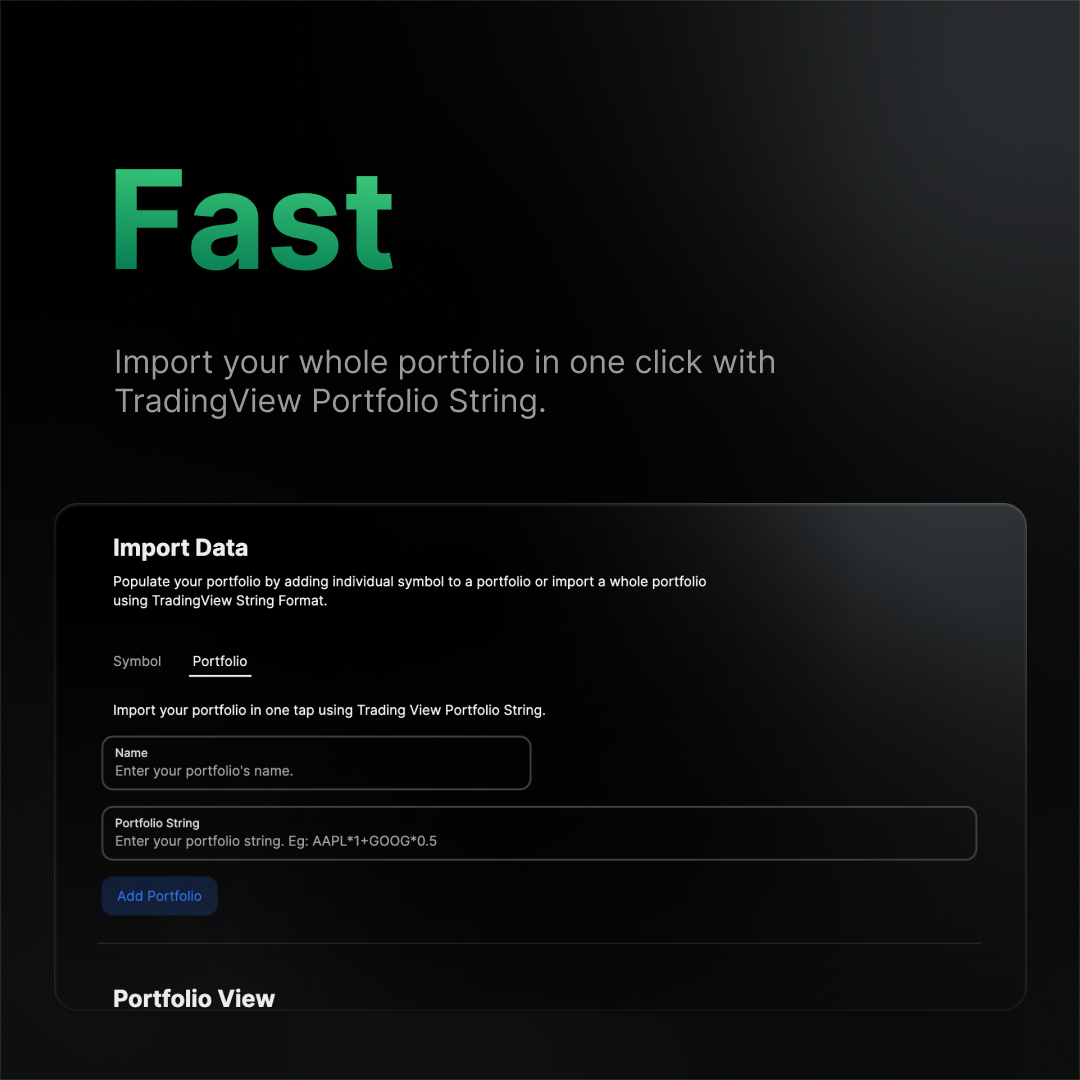 Fast
Import your whole portfolio in one click with
TradingView Portfolio String.
Import Data
Populate your portfolio by adding individual symbol to a portfolio or import a whole portfolio
using TradingView String Format.
Symbol Portfolio
Import your portfolio in one tap using Trading View Portfolio String.
Name
Enter your portfolio's name.
Portfolio String
Enter your portfolio string. Eg: AAPL*1+GOOG*0.5
Add Portfolio
Portfolio View